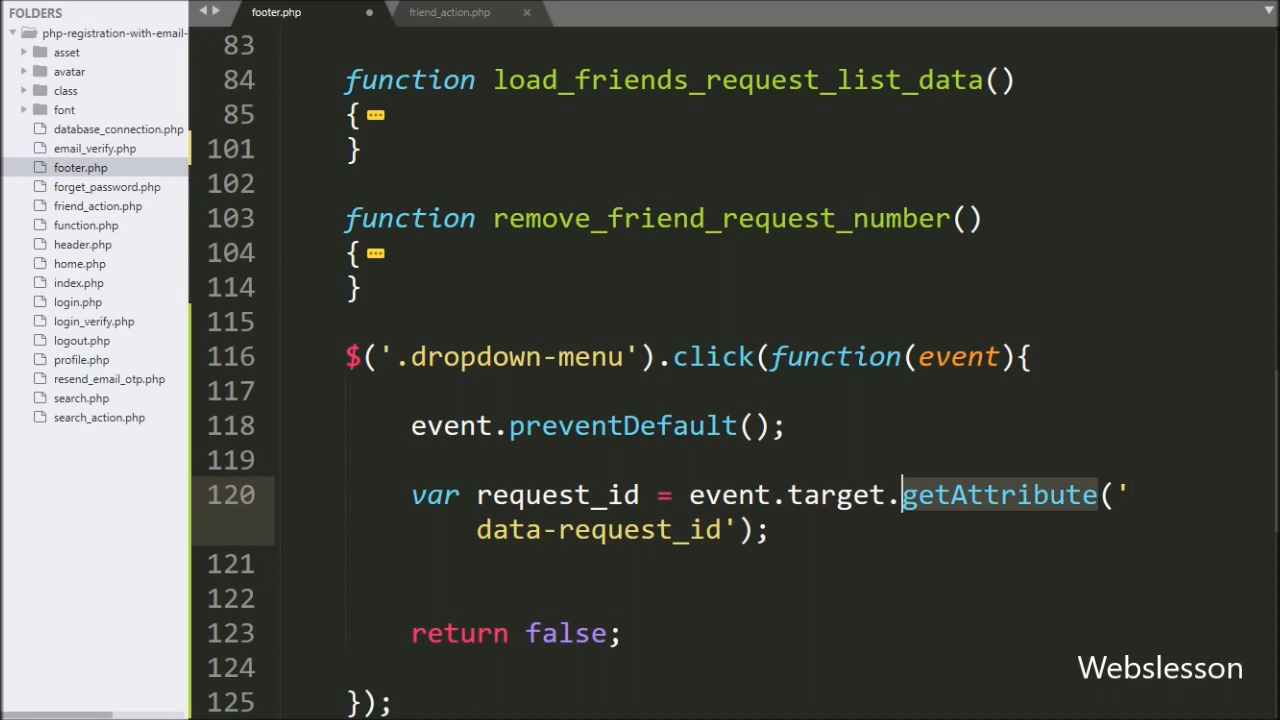 FOLDERS
php-registration-with-email-
asset
avatar
class
font
database_connection.php
email_verify.php
footer.php
forget_password.php
friend_action.php
function.php
header.php
home.php
index.php
login.php
login_verify.php
logout.php
profile.php
resend_email_otp.php
search.php
search_action.php
footer.php
friend_action.php
83
84 function load_friends_request_list_data()
85 {
101 }
102
103 function remove_friend_request_number()
104 {
114 }
115
116 $('.dropdown-menu').click(function(event){
117
118 event.preventDefault();
119
120 var request_id = event.target.getAttribute('
data-request_id');
121
122
123 return false;
124
125 });
Webslesson